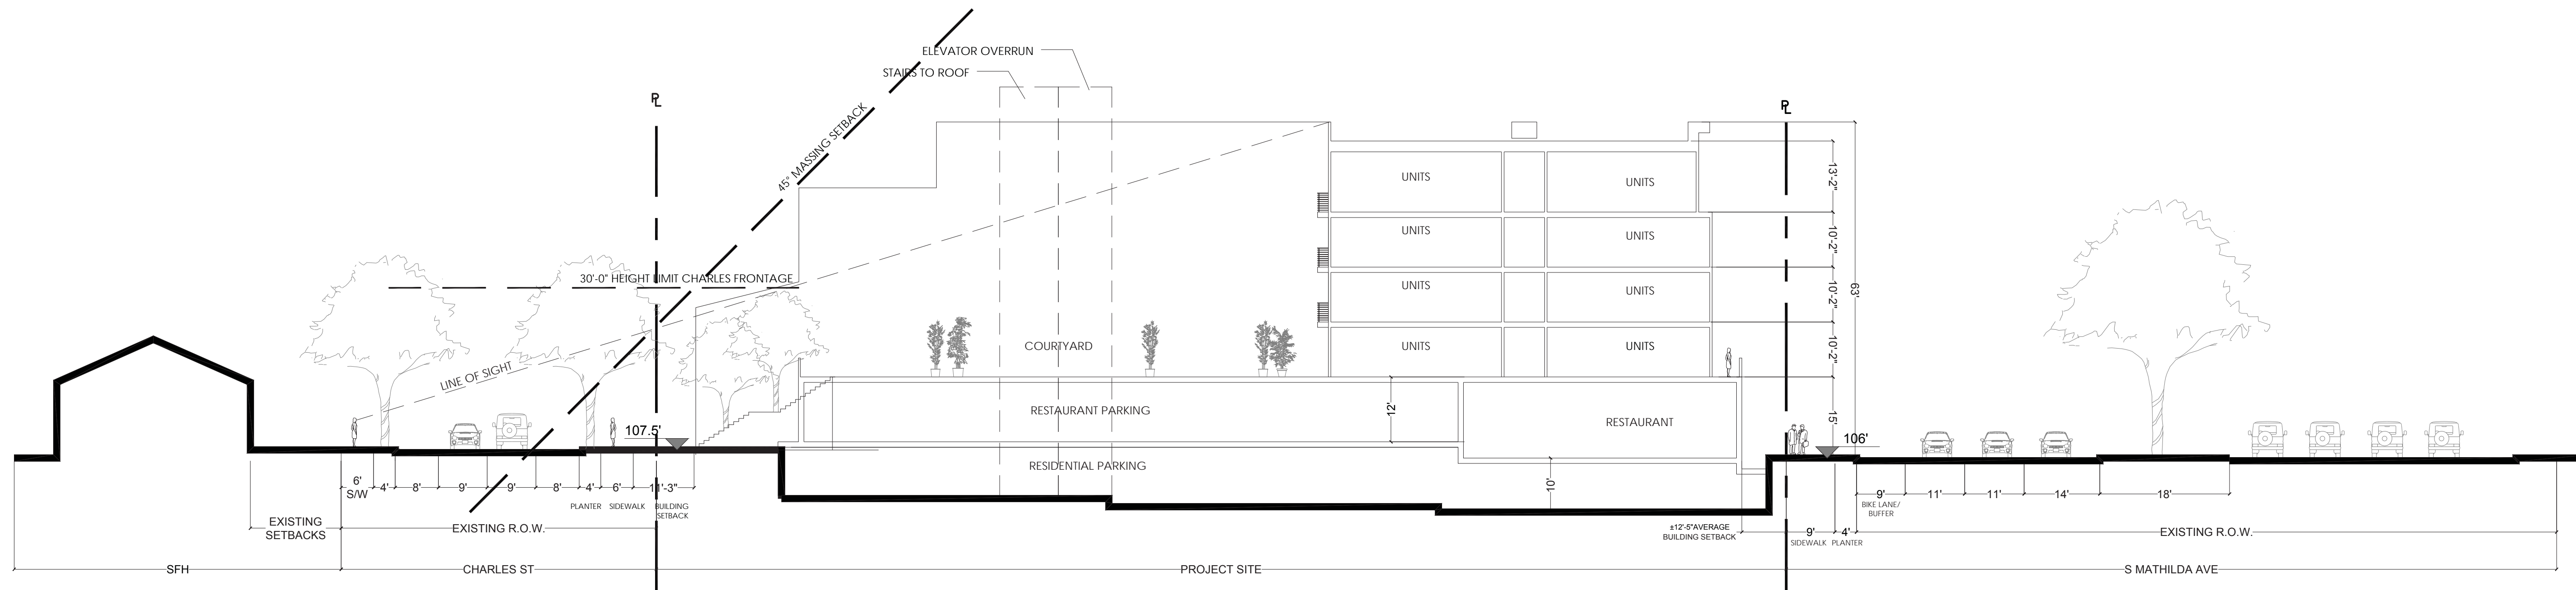 ELEVATOR OVERRUN
STAIRS TO ROOF
PL
PL
45° MASSING SETBACK
30'-0" HEIGHT LIMIT CHARLES FRONTAGE
LINE OF SIGHT
UNITS
UNITS
UNITS
UNITS
UNITS
UNITS
UNITS
UNITS
COURTYARD
RESTAURANT PARKING
RESTAURANT
RESIDENTIAL PARKING
12'
10'
13'-2"
10'-2"
10'-2"
10'-2"
15'
63'
107.5'
106'
6'
S/W
4'
8'
9'
9'
8'
4'
6'
11'-3"
PLANTER
SIDEWALK
BUILDING
SETBACK
EXISTING
SETBACKS
EXISTING R.O.W.
±12'-5"AVERAGE
BUILDING SETBACK
9'
4'
SIDEWALK
PLANTER
9'
11'
11'
14'
18'
BIKE LANE/
BUFFER
EXISTING R.O.W.
SFH
CHARLES ST
PROJECT SITE
S MATHILDA AVE